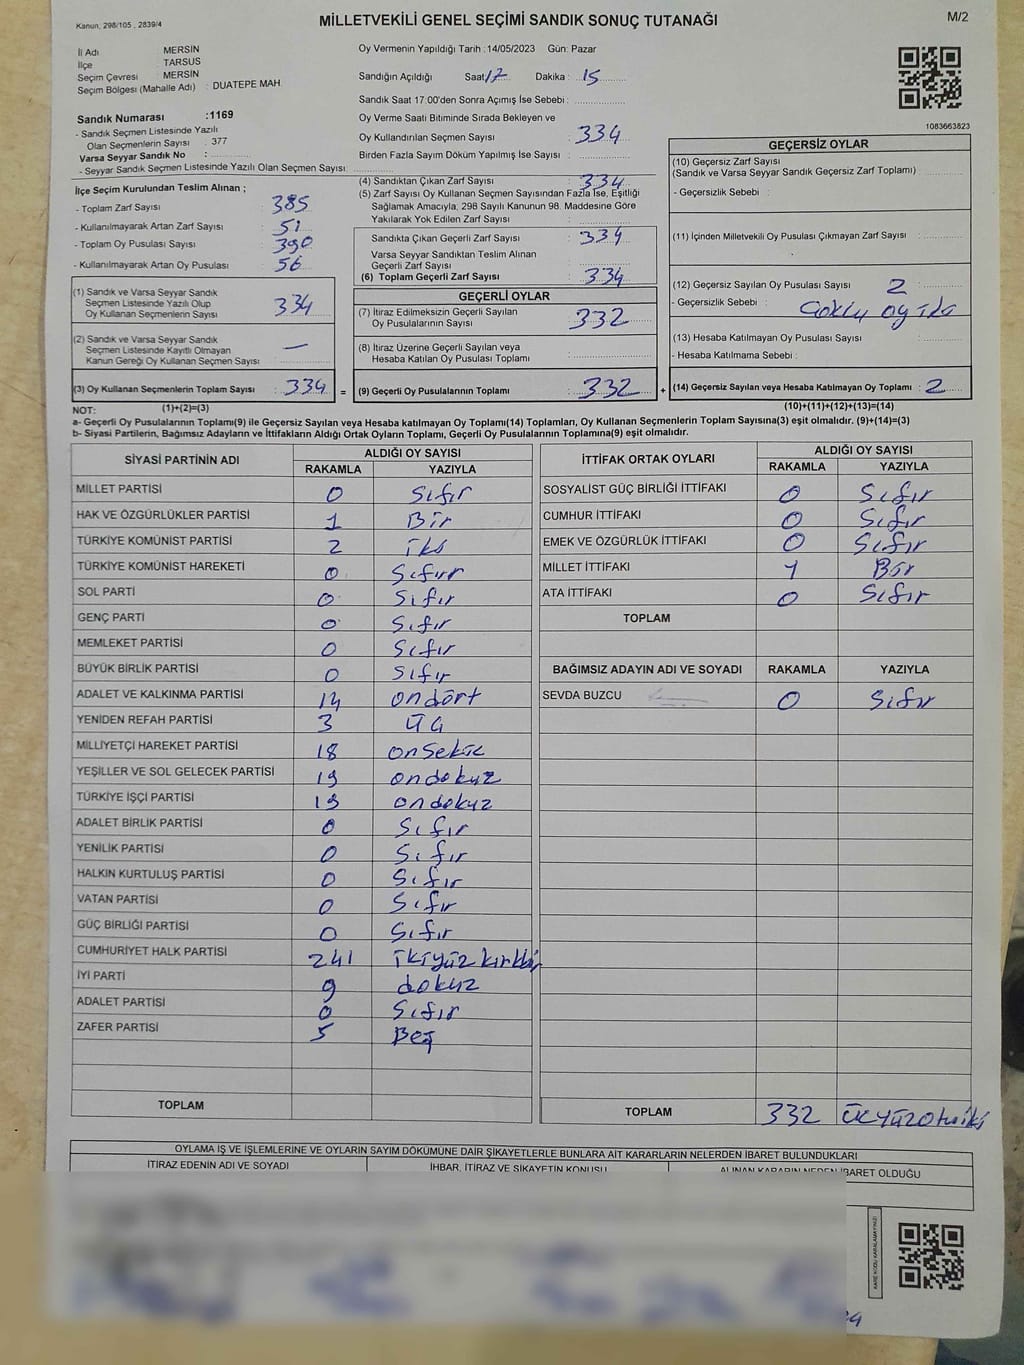 Kanun, 298/105 , 2839/4
MİLLETVEKİLİ GENEL SEÇİMİ SANDIK SONUÇ TUTANAĞI
M/2
İl Adı MERSİN
İlçe TARSUS
Seçim Çevresi MERSİN
Seçim Bölgesi (Mahalle Adı) DUATEPE MAH.
Sandık Numarası :1169
- Sandık Seçmen Listesinde Yazılı
Olan Seçmenlerin Sayısı : 377
Varsa Seyyar Sandık No :
- Seyyar Sandık Seçmen Listesinde Yazılı Olan Seçmen Sayısı :
Oy Vermenin Yapıldığı Tarih :14/05/2023 Gün: Pazar
Sandığın Açıldığı Saat 17 Dakika : 15
Sandık Saat 17:00'den Sonra Açımış İse Sebebi :
Oy Verme Saati Bitiminde Sırada Bekleyen ve
Oy Kullandırılan Seçmen Sayısı : 334
Birden Fazla Sayım Döküm Yapılmış İse Sayısı :
1083663823
İlçe Seçim Kurulundan Teslim Alınan ;
- Toplam Zarf Sayısı : 385
- Kullanılmayarak Artan Zarf Sayısı : 51
- Toplam Oy Pusulası Sayısı : 390
- Kullanılmayarak Artan Oy Pusulası : 56
(1) Sandık ve Varsa Seyyar Sandık
Seçmen Listesinde Yazılı Olup
Oy Kullanan Seçmenlerin Sayısı : 334
(2) Sandık ve Varsa Seyyar Sandık
Seçmen Listesinde Kayıtlı Olmayan
Kanun Gereği Oy Kullanan Seçmen Sayısı : —
(3) Oy Kullanan Seçmenlerin Toplam Sayısı : 334 =
(4) Sandıktan Çıkan Zarf Sayısı : 334
(5) Zarf Sayısı Oy Kullanan Seçmen Sayısından Fazla İse, Eşitliği
Sağlamak Amacıyla; 298 Sayılı Kanunun 98. Maddesine Göre
Yakılarak Yok Edilen Zarf Sayısı :
Sandıkta Çıkan Geçerli Zarf Sayısı : 334
Varsa Seyyar Sandıktan Teslim Alınan
Geçerli Zarf Sayısı :
(6) Toplam Geçerli Zarf Sayısı : 334
GEÇERLİ OYLAR
(7) İtiraz Edilmeksizin Geçerli Sayılan
Oy Pusulalarının Sayısı : 332
(8) İtiraz Üzerine Geçerli Sayılan veya
Hesaba Katılan Oy Pusulası Toplamı :
(9) Geçerli Oy Pusulalarının Toplamı : 332 +
GEÇERSİZ OYLAR
(10) Geçersiz Zarf Sayısı
(Sandık ve Varsa Seyyar Sandık Geçersiz Zarf Toplamı) :
- Geçersizlik Sebebi :
(11) İçinden Milletvekili Oy Pusulası Çıkmayan Zarf Sayısı :
(12) Geçersiz Sayılan Oy Pusulası Sayısı : 2
- Geçersizlik Sebebi :
(13) Hesaba Katılmayan Oy Pusulası Sayısı :
- Hesaba Katılmama Sebebi :
(14) Geçersiz Sayılan veya Hesaba Katılmayan Oy Toplamı : 2
NOT: (1)+(2)=(3) (10)+(11)+(12)+(13)=(14)
a- Geçerli Oy Pusulalarının Toplamı(9) ile Geçersiz Sayılan veya Hesaba katılmayan Oy Toplamı(14) Toplamları, Oy Kullanan Seçmenlerin Toplam Sayısına(3) eşit olmalıdır. (9)+(14)=(3)
b- Siyasi Partilerin, Bağımsız Adayların ve İttifakların Aldığı Ortak Oyların Toplamı, Geçerli Oy Pusulalarının Toplamına(9) eşit olmalıdır.
SİYASİ PARTİNİN ADI ALDIĞI OY SAYISI
RAKAMLA YAZIYLA
MİLLET PARTİSİ 0 Sıfır
HAK VE ÖZGÜRLÜKLER PARTİSİ 1 Bir
TÜRKİYE KOMÜNİST PARTİSİ 2 iki
TÜRKİYE KOMÜNİST HAREKETİ 0 Sıfır
SOL PARTİ 0 Sıfır
GENÇ PARTİ 0 Sıfır
MEMLEKET PARTİSİ 0 Sıfır
BÜYÜK BİRLİK PARTİSİ 0 Sıfır
ADALET VE KALKINMA PARTİSİ 14 ondört
YENİDEN REFAH PARTİSİ 3 üç
MİLLİYETÇİ HAREKET PARTİSİ 18 onsekiz
YEŞİLLER VE SOL GELECEK PARTİSİ 19 ondokuz
TÜRKİYE İŞÇİ PARTİSİ 19 ondokuz
ADALET BİRLİK PARTİSİ 0 Sıfır
YENİLİK PARTİSİ 0 Sıfır
HALKIN KURTULUŞ PARTİSİ 0 Sıfır
VATAN PARTİSİ 0 Sıfır
GÜÇ BİRLİĞİ PARTİSİ 0 Sıfır
CUMHURİYET HALK PARTİSİ 241 ikiyüzkırkbir
İYİ PARTİ 9 dokuz
ADALET PARTİSİ 0 Sıfır
ZAFER PARTİSİ 5 Beş
TOPLAM
İTTİFAK ORTAK OYLARI ALDIĞI OY SAYISI
RAKAMLA YAZIYLA
SOSYALİST GÜÇ BİRLİĞİ İTTİFAKI 0 Sıfır
CUMHUR İTTİFAKI 0 Sıfır
EMEK VE ÖZGÜRLÜK İTTİFAKI 0 Sıfır
MİLLET İTTİFAKI 1 Bir
ATA İTTİFAKI 0 Sıfır
TOPLAM
BAĞIMSIZ ADAYIN ADI VE SOYADI RAKAMLA YAZIYLA
SEVDA BUZCU 0 Sıfır
TOPLAM 332 üçyüzotuziki
OYLAMA İŞ VE İŞLEMLERİNE VE OYLARIN SAYIM DÖKÜMÜNE DAİR ŞİKAYETLERLE BUNLARA AİT KARARLARIN NELERDEN İBARET BULUNDUKLARI
İTİRAZ EDENİN ADI VE SOYADI İHBAR, İTİRAZ VE ŞİKAYETİN KONUSU ALINAN KARARIN NEDEN İBARET OLDUĞU
KARE KODU KARALAMAYINIZ!